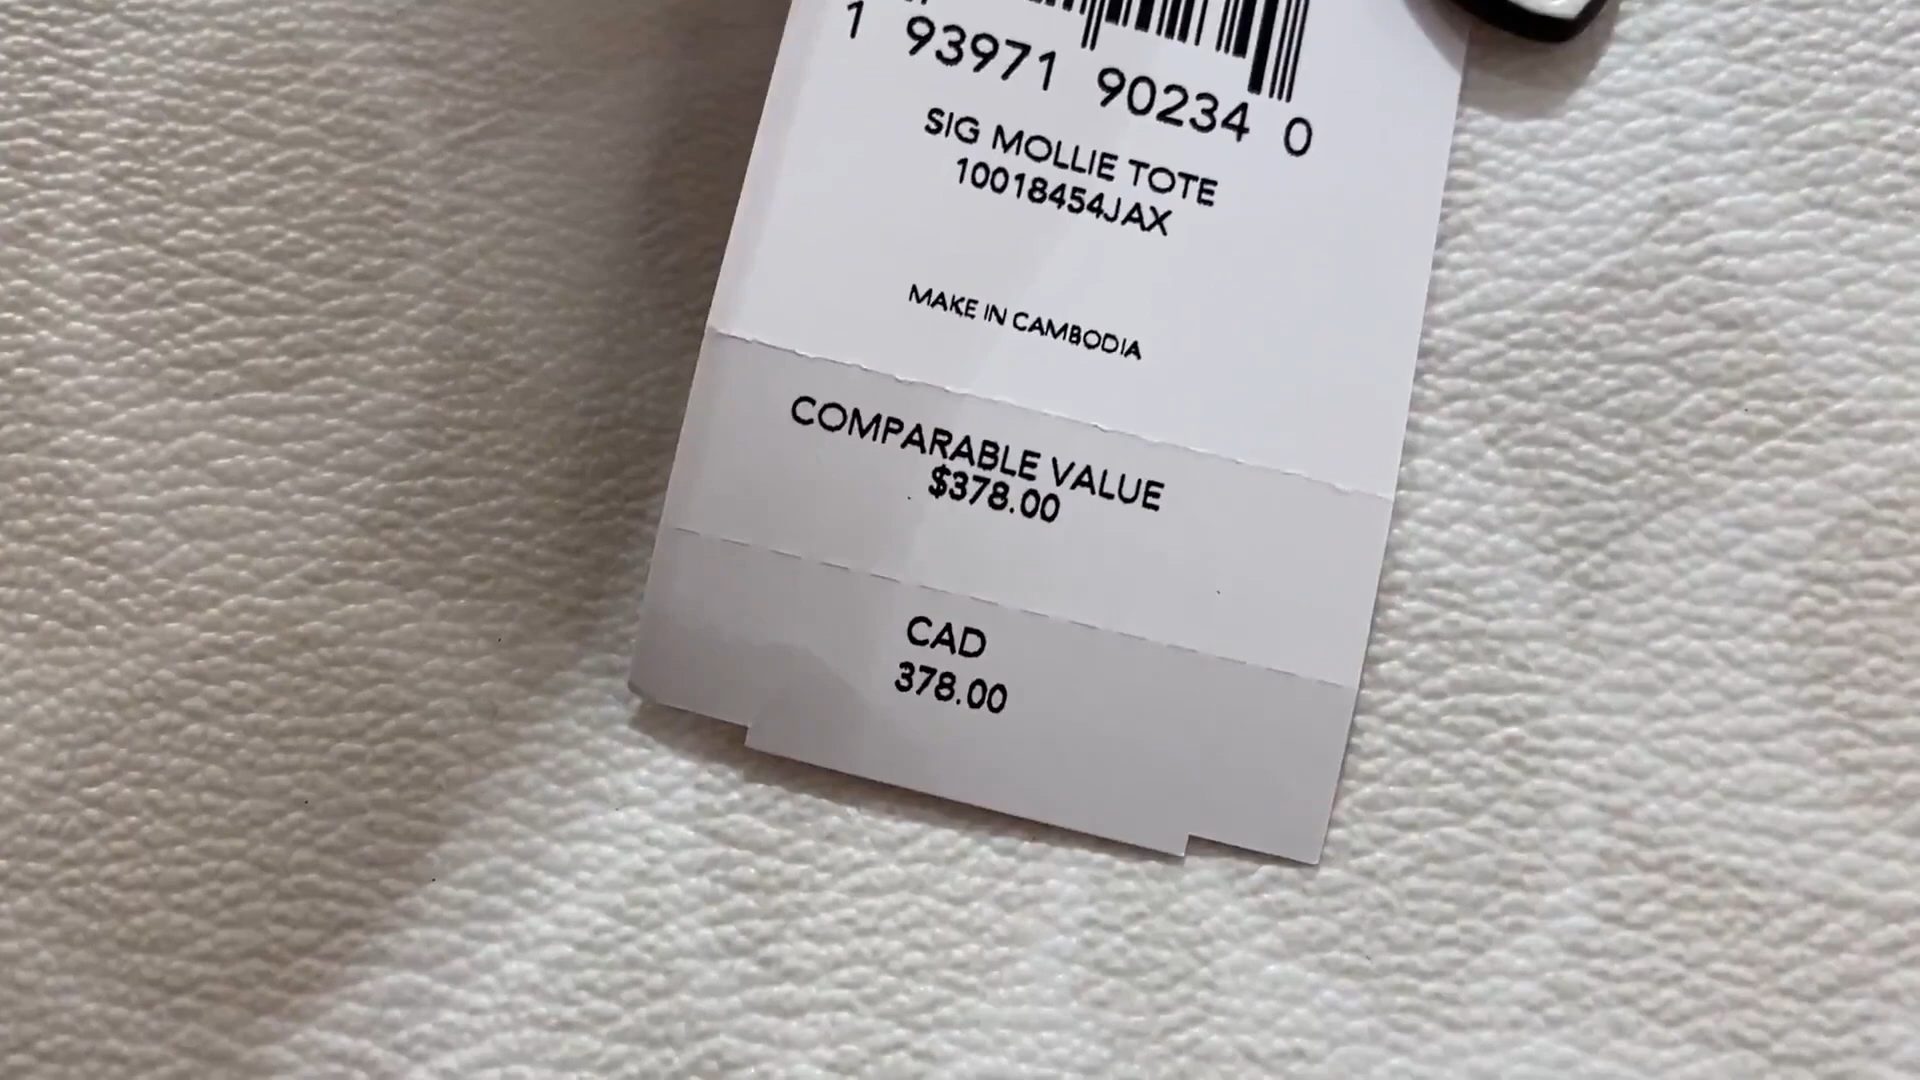 1 93971 90234 0
SIG MOLLIE TOTE
10018454JAX
MAKE IN CAMBODIA
COMPARABLE VALUE
$378.00
CAD
378.00